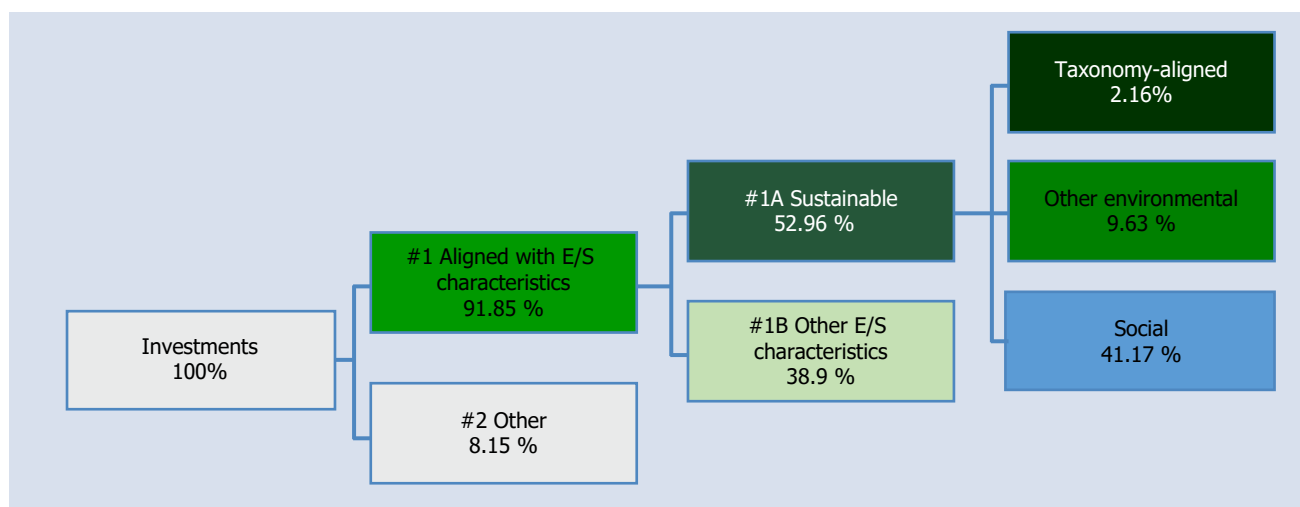 Investments
100%
#1 Aligned with E/S
characteristics
91.85 %
#2 Other
8.15 %
#1A Sustainable
52.96 %
#1B Other E/S
characteristics
38.9 %
Taxonomy-aligned
2.16%
Other environmental
9.63 %
Social
41.17 %